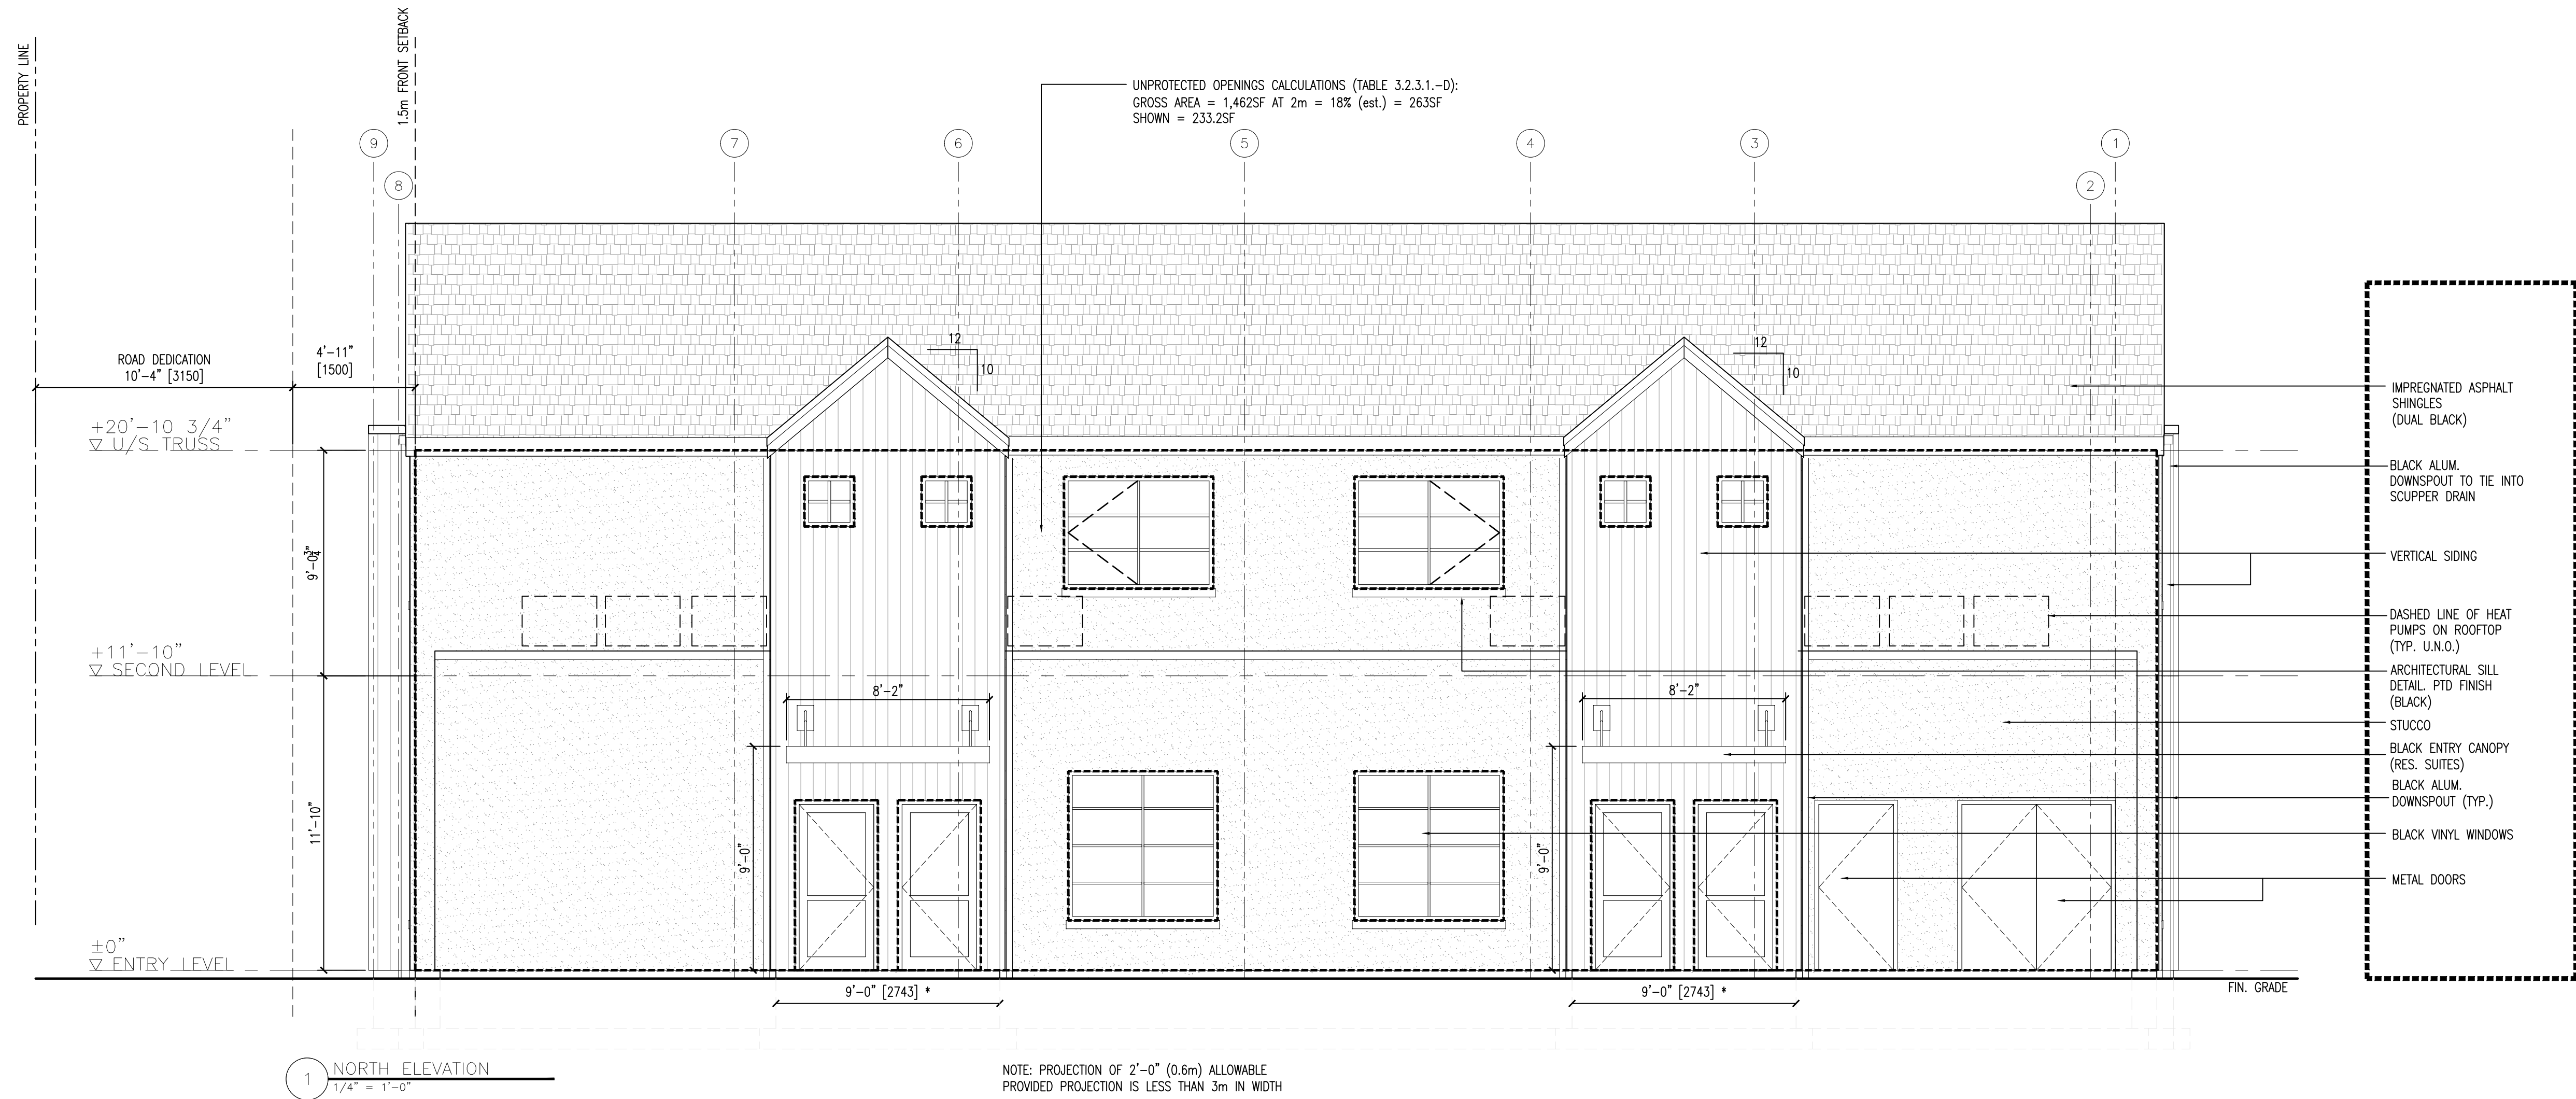 PROPERTY LINE
1.5m FRONT SETBACK
UNPROTECTED OPENINGS CALCULATIONS (TABLE 3.2.3.1.-D):
GROSS AREA = 1,462SF AT 2m = 18% (est.) = 263SF
SHOWN = 233.2SF
9
8
7
6
5
4
3
2
1
12
10
12
10
ROAD DEDICATION
10'-4" [3150]
4'-11"
[1500]
+20'-10 3/4"
U/S TRUSS
9'-0 3/4"
+11'-10"
SECOND LEVEL
11'-10"
±0"
ENTRY LEVEL
8'-2"
8'-2"
9'-0"
9'-0"
9'-0" [2743] *
9'-0" [2743] *
IMPREGNATED ASPHALT
SHINGLES
(DUAL BLACK)
BLACK ALUM.
DOWNSPOUT TO TIE INTO
SCUPPER DRAIN
VERTICAL SIDING
DASHED LINE OF HEAT
PUMPS ON ROOFTOP
(TYP. U.N.O.)
ARCHITECTURAL SILL
DETAIL. PTD FINISH
(BLACK)
STUCCO
BLACK ENTRY CANOPY
(RES. SUITES)
BLACK ALUM.
DOWNSPOUT (TYP.)
BLACK VINYL WINDOWS
METAL DOORS
FIN. GRADE
1
NORTH ELEVATION
1/4" = 1'-0"
NOTE: PROJECTION OF 2'-0" (0.6m) ALLOWABLE
PROVIDED PROJECTION IS LESS THAN 3m IN WIDTH